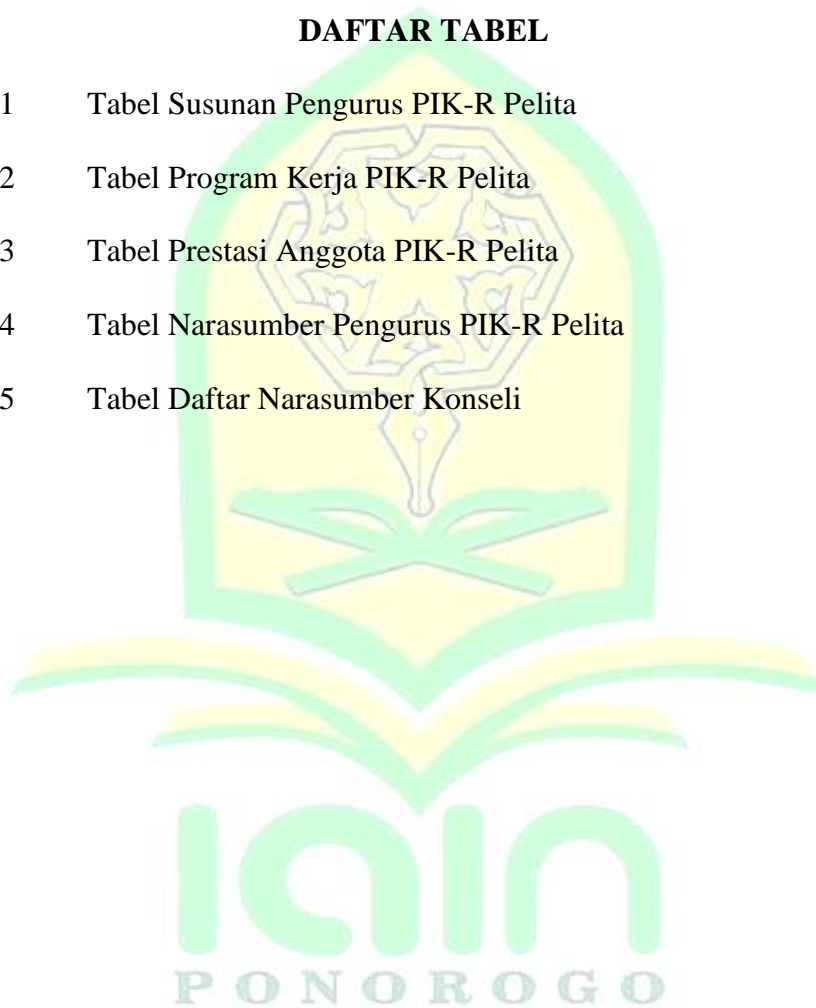 DAFTAR TABEL
1 Tabel Susunan Pengurus PIK-R Pelita
2 Tabel Program Kerja PIK-R Pelita
3 Tabel Prestasi Anggota PIK-R Pelita
4 Tabel Narasumber Pengurus PIK-R Pelita
5 Tabel Daftar Narasumber Konseli
IAIN
PONOROGO